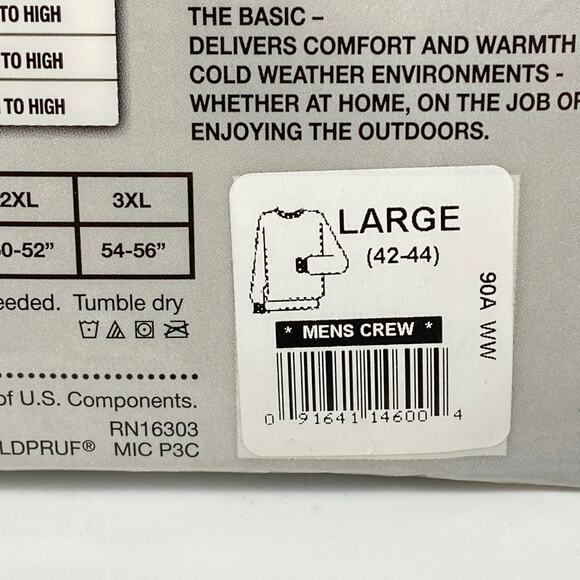 TO HIGH
TO HIGH
TO HIGH
THE BASIC –
DELIVERS COMFORT AND WARMTH
COLD WEATHER ENVIRONMENTS -
WHETHER AT HOME, ON THE JOB OR
ENJOYING THE OUTDOORS.
2XL 3XL
50-52” 54-56”
eeded. Tumble dry
of U.S. Components.
RN16303
LDPRUF® MIC P3C
LARGE
(42-44)
* MENS CREW *
0 91641 14600 4
90A WW